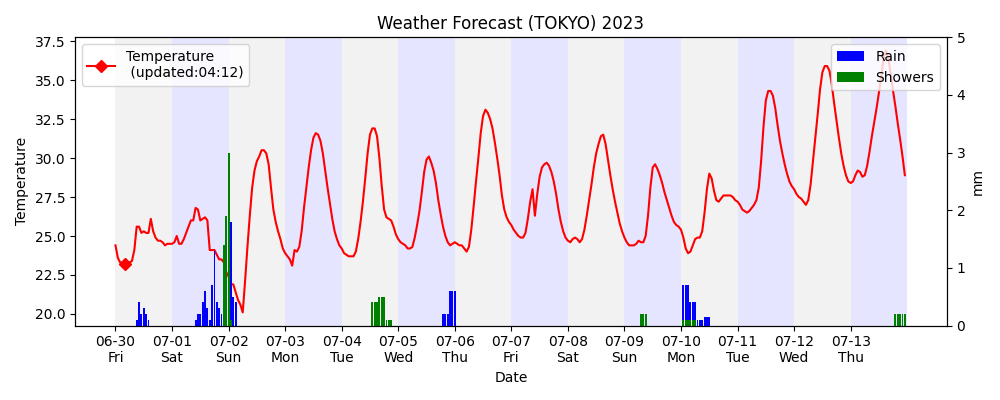 Weather Forecast (TOKYO) 2023
Temperature
(updated:04:12)
Rain
Showers
Temperature
37.5
35.0
32.5
30.0
27.5
25.0
22.5
20.0
5
4
3
2
1
0
mm
06-30 07-01 07-02 07-03 07-04 07-05 07-06 07-07 07-08 07-09 07-10 07-11 07-12 07-13
Fri Sat Sun Mon Tue Wed Thu Fri Sat Sun Mon Tue Wed Thu
Date